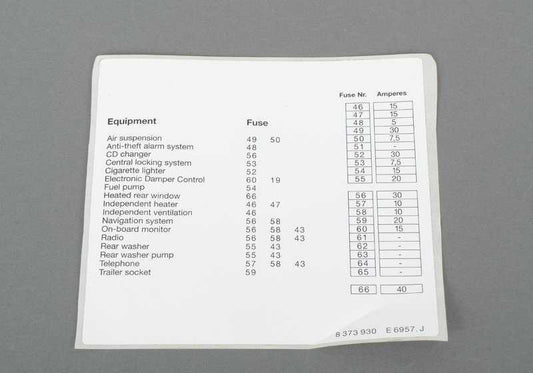 Fuse Nr. Amperes
46 15
47 15
48 5
49 30
50 7,5
51 -
52 30
53 7,5
54 15
55 20
56 30
57 10
58 10
59 20
60 15
61 -
62 -
63 -
64 -
65 -
66 40
Equipment Fuse
Air suspension 49 50
Anti-theft alarm system 48
CD changer 56
Central locking system 53
Cigarette lighter 52
Electronic Damper Control 60 19
Fuel pump 54
Heated rear window 66
Independent heater 46 47
Independent ventilation 46
Navigation system 56 58
On-board monitor 56 58 43
Radio 56 58 43
Rear washer 55 43
Rear wasser pump 55 43
Telephone 57 58 43
Trailer socket 59
8 373 930 E 6957. J